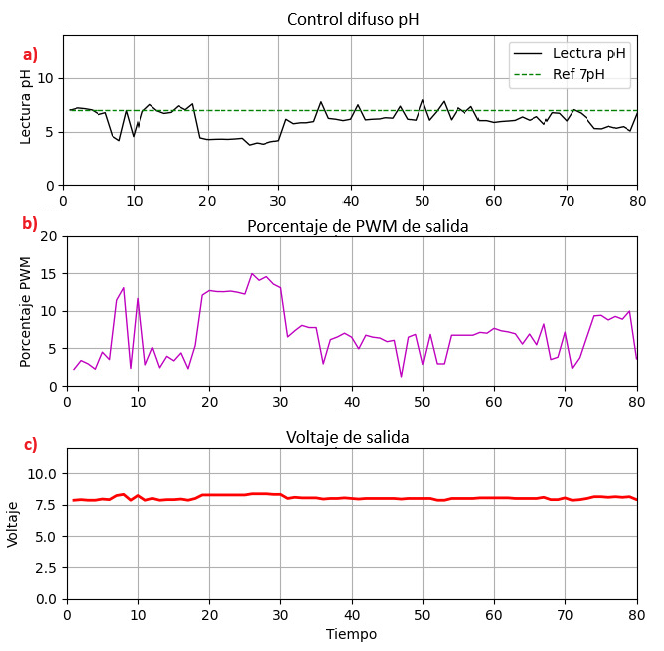 Control difuso pH
a)
Lectura pH
Ref 7pH
Lectura pH
10
5
0
0 10 20 30 40 50 60 70 80
b)
Porcentaje de PWM de salida
Porcentaje PWM
20
15
10
5
0
0 10 20 30 40 50 60 70 80
c)
Voltaje de salida
Voltaje
10.0
7.5
5.0
2.5
0.0
0 10 20 30 40 50 60 70 80
Tiempo